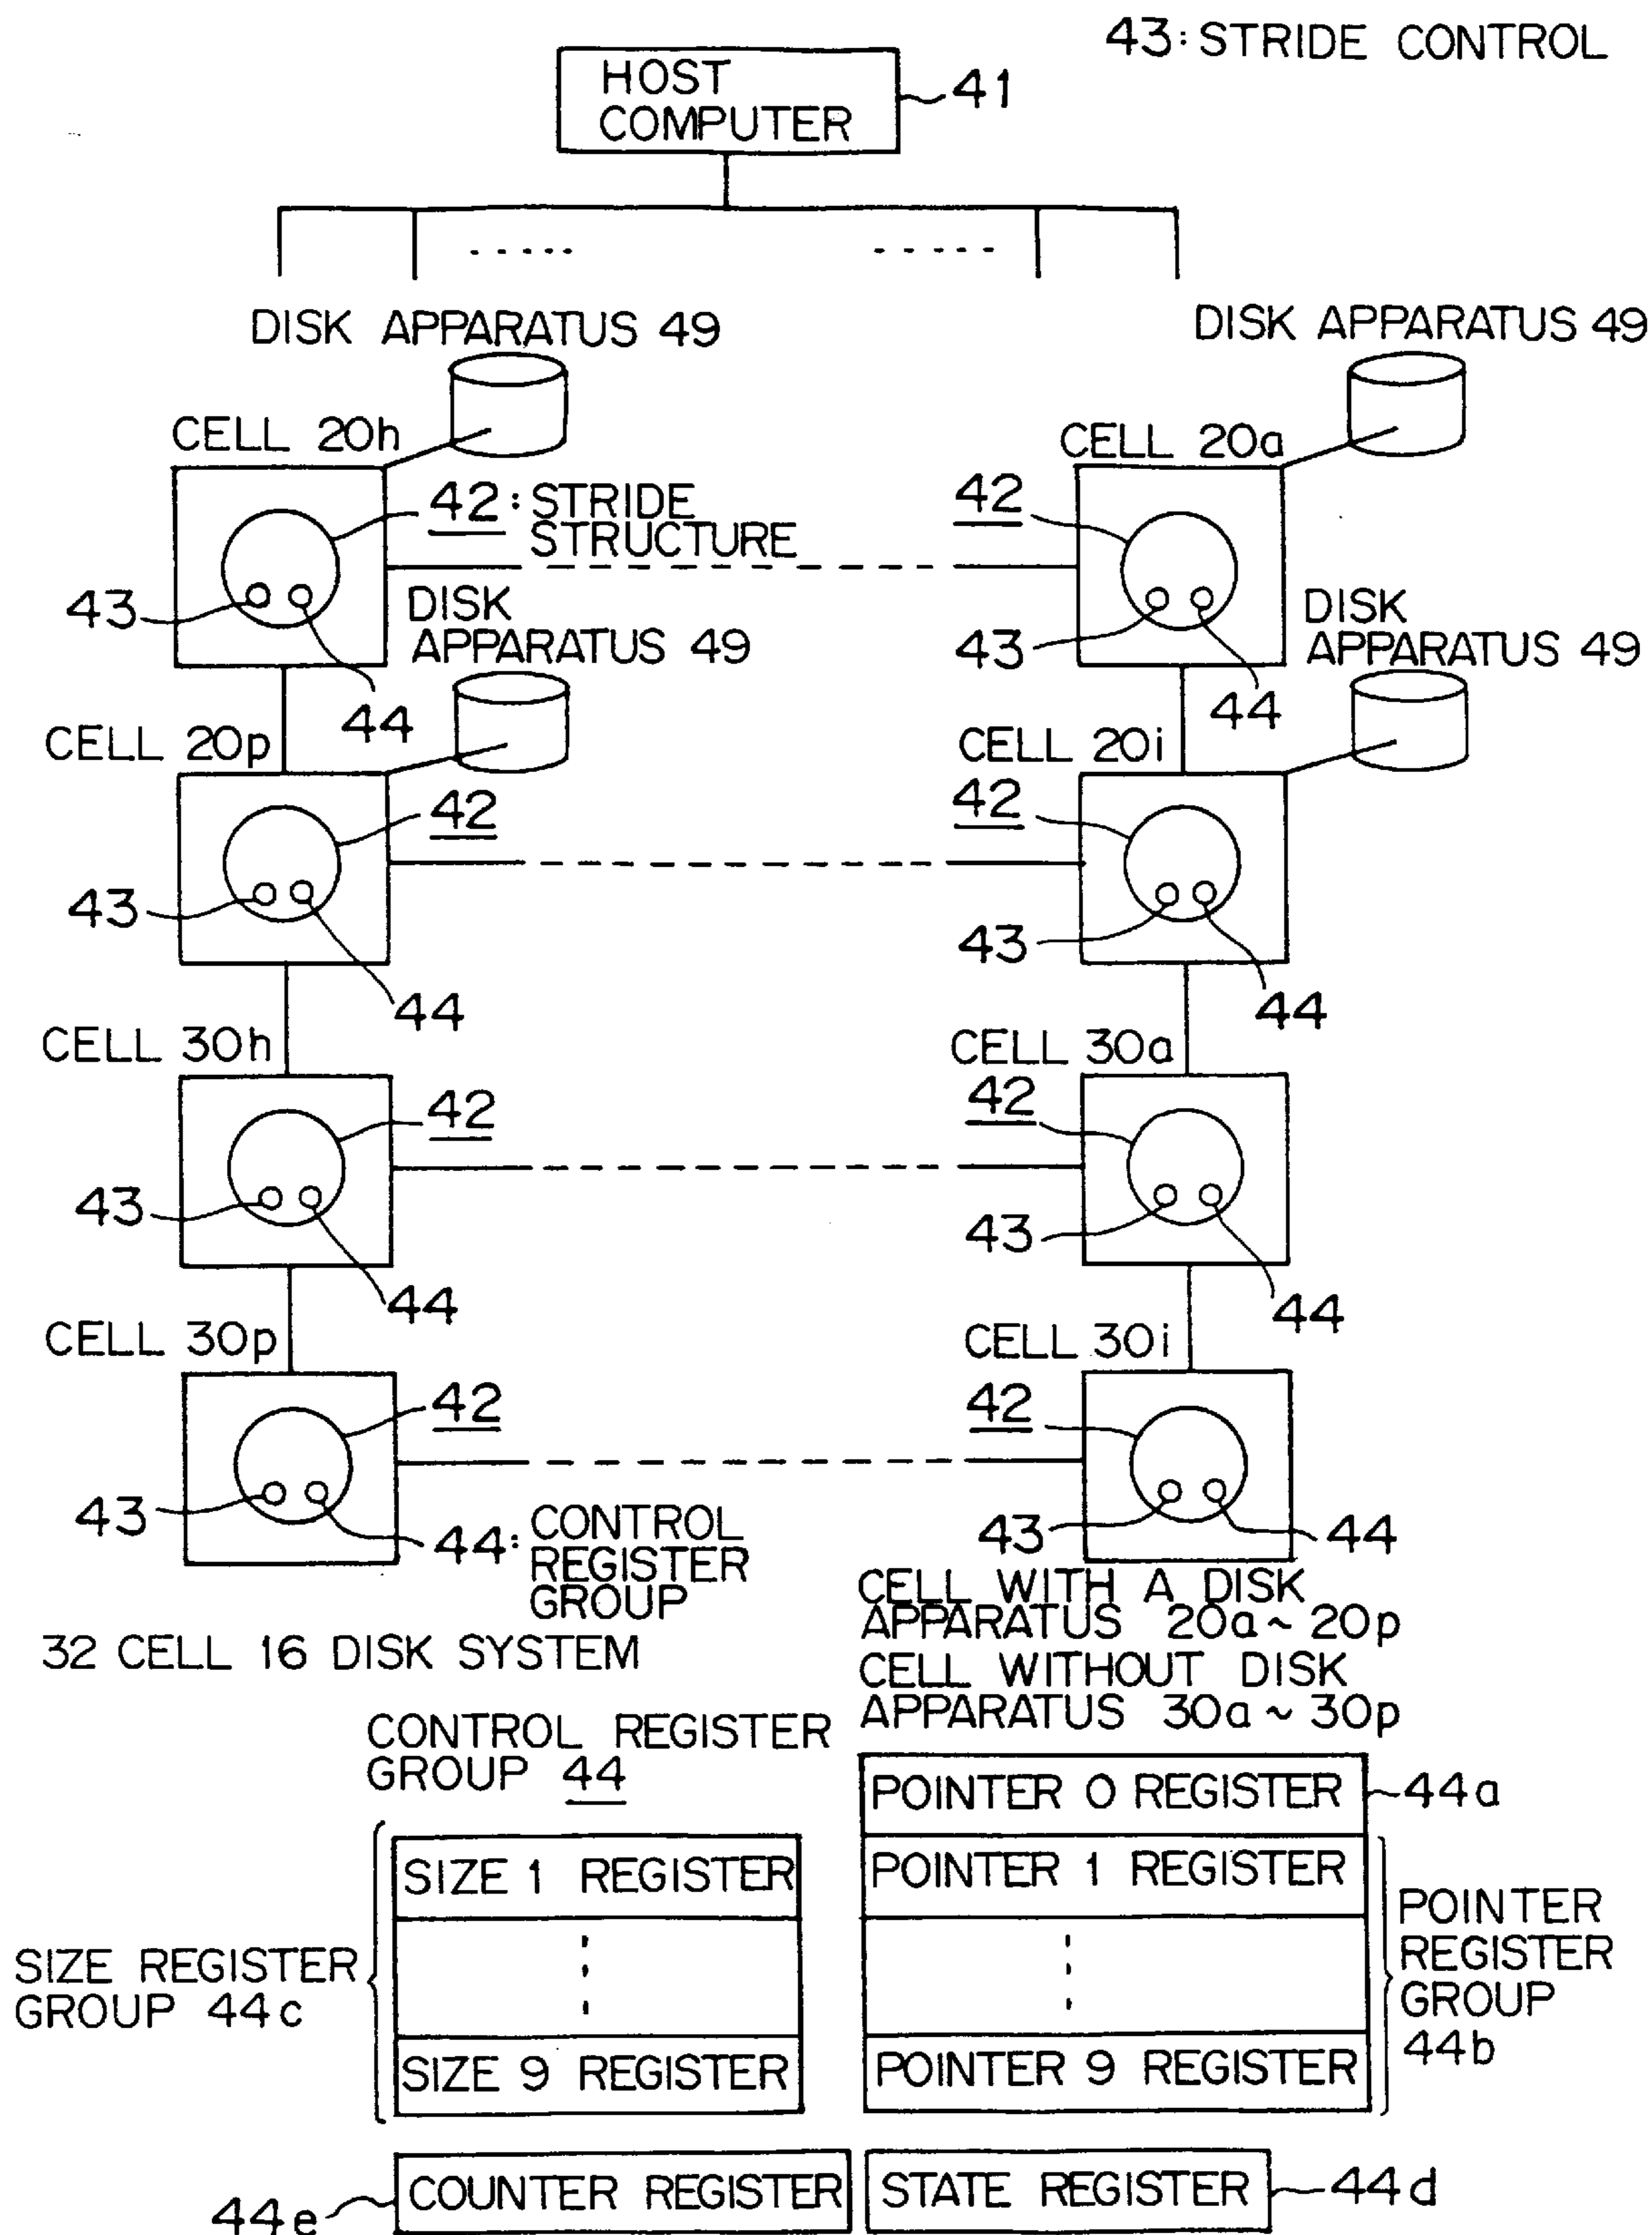 43: STRIDE CONTROL
HOST
COMPUTER
41
DISK APPARATUS 49
DISK APPARATUS 49
CELL 20h
CELL 20a
42: STRIDE
STRUCTURE
42
43
44
DISK
APPARATUS 49
43
44
DISK
APPARATUS 49
CELL 20p
CELL 20i
42
42
43
44
43
44
CELL 30h
CELL 30a
42
42
43
44
43
44
CELL 30p
CELL 30i
42
42
43
44: CONTROL
REGISTER
GROUP
43
44
32 CELL 16 DISK SYSTEM
CELL WITH A DISK
APPARATUS 20a ~ 20p
CELL WITHOUT DISK
APPARATUS 30a ~ 30p
CONTROL REGISTER
GROUP 44
POINTER 0 REGISTER
44a
SIZE 1 REGISTER
POINTER 1 REGISTER
SIZE REGISTER
GROUP 44c
POINTER
REGISTER
GROUP
44b
SIZE 9 REGISTER
POINTER 9 REGISTER
44e
COUNTER REGISTER
STATE REGISTER
44d